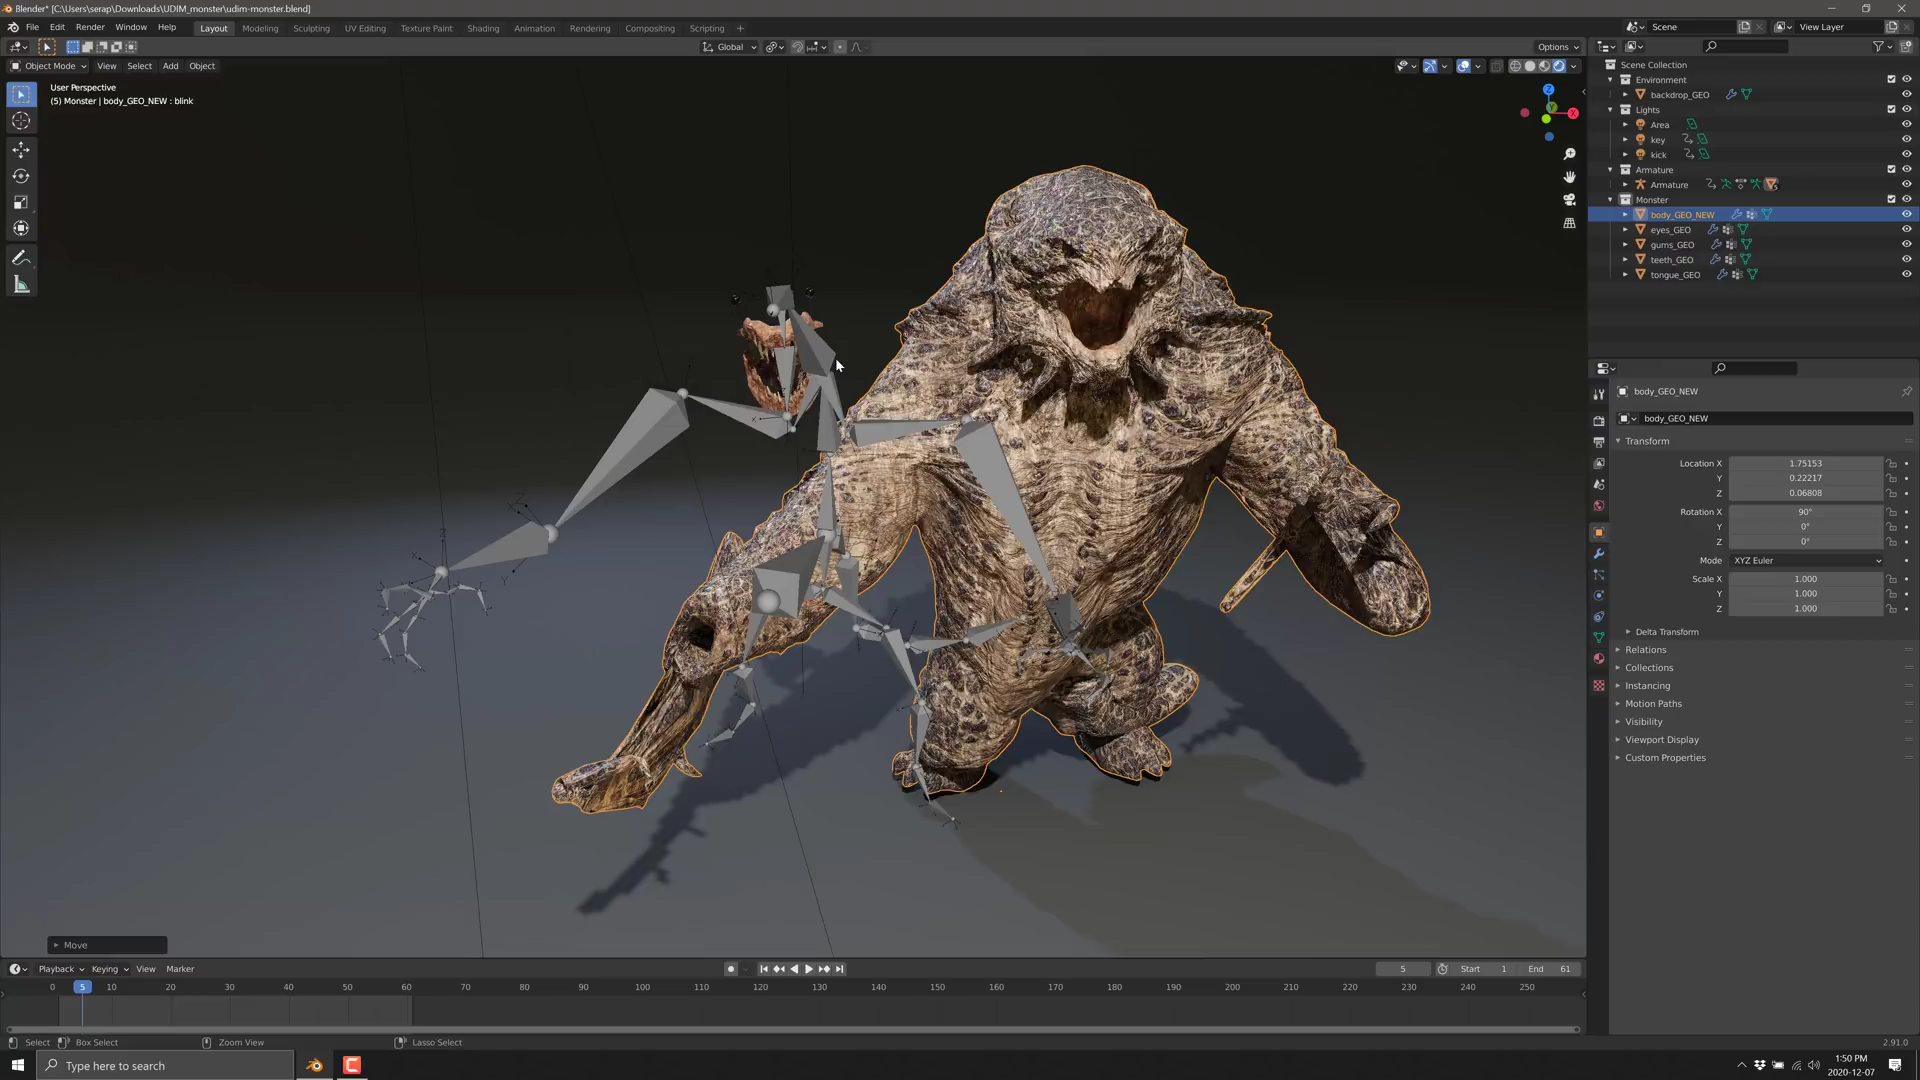 Blender* [C:\Users\serap\Downloads\UDIM_monster\udim-monster.blend]
File Edit Render Window Help Layout Modeling Sculpting UV Editing Texture Paint Shading Animation Rendering Compositing Scripting + Scene View Layer
Global Options
Object Mode View Select Add Object
User Perspective
(5) Monster | body_GEO_NEW : blink
Z
Y
X
Scene Collection
Environment
backdrop_GEO
Lights
Area
key
kick
Armature
Armature
5
Monster
body_GEO_NEW
eyes_GEO
gums_GEO
teeth_GEO
tongue_GEO
body_GEO_NEW
body_GEO_NEW
Transform
Location X 1.75153
Y 0.22217
Z 0.06808
Rotation X 90°
Y 0°
Z 0°
Mode XYZ Euler
Scale X 1.000
Y 1.000
Z 1.000
Delta Transform
Relations
Collections
Instancing
Motion Paths
Visibility
Viewport Display
Custom Properties
Move
Playback Keying View Marker 5 Start 1 End 61
0 5 10 20 30 40 50 60 70 80 90 100 110 120 130 140 150 160 170 180 190 200 210 220 230 240 250
Select Box Select Zoom View Lasso Select 2.91.0
Type here to search
1:50 PM
2020-12-07